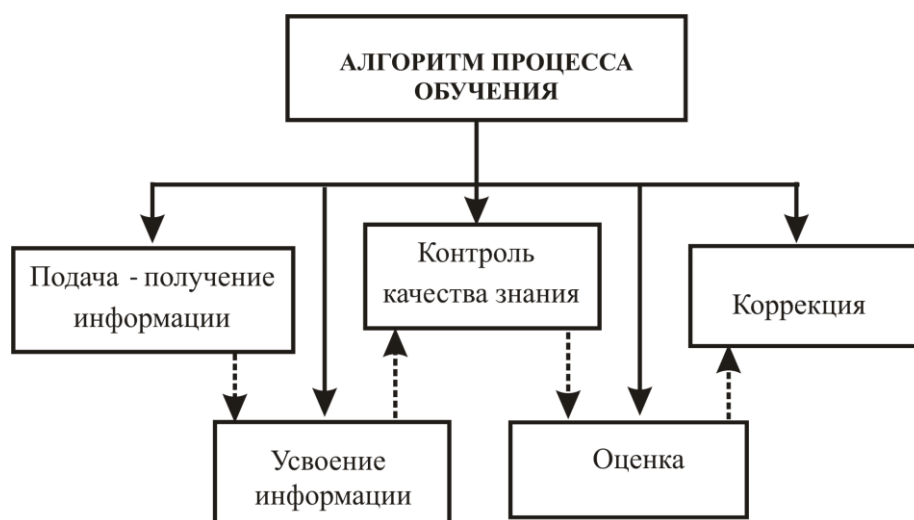 АЛГОРИТМ ПРОЦЕССА
ОБУЧЕНИЯ
Подача - получение
информации
Контроль
качества знания
Коррекция
Усвоение
информации
Оценка